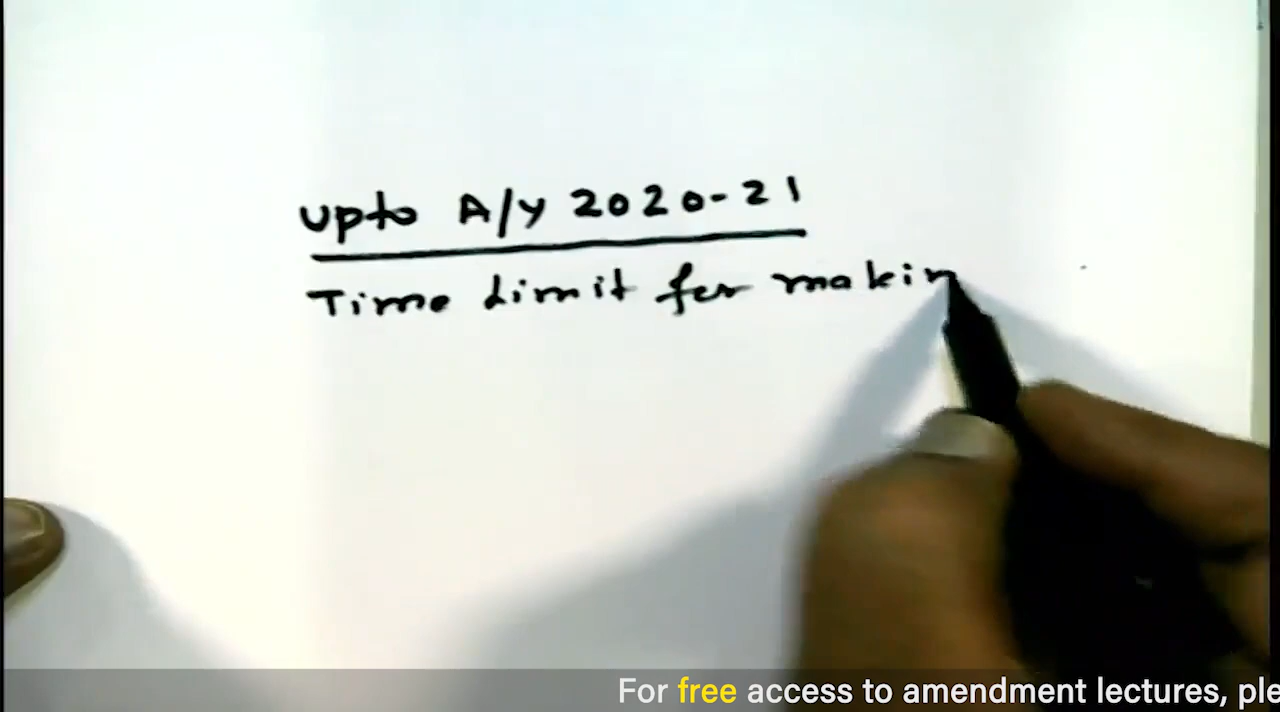 upto A/Y 2020-21
Time Limit for makin
For free access to amendment lectures, ple